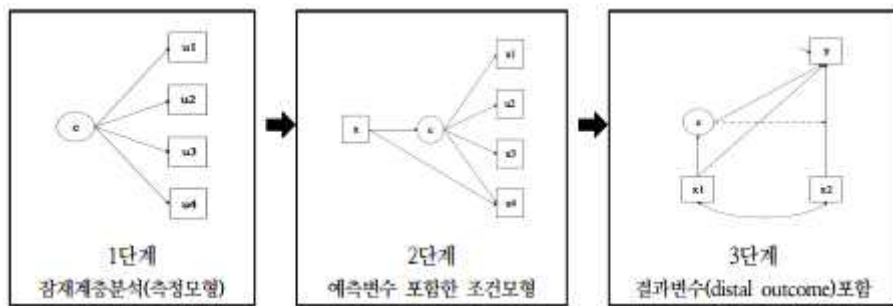 u1
u2
c
u3
u4
1단계
잠재계층분석(측정모형)
u1
u2
x
c
u3
u4
2단계
예측변수 포함한 조건모형
y
c
x1
x2
3단계
결과변수(distal outcome)포함